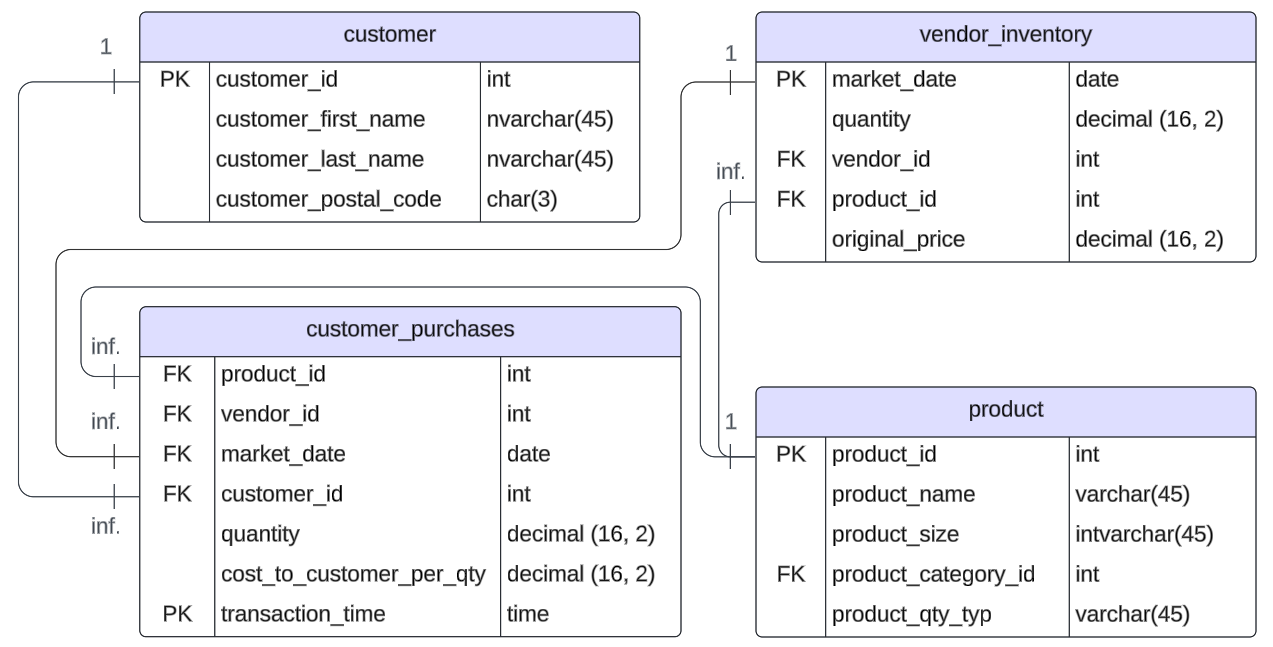 customer
1
PK customer_id int
customer_first_name nvarchar(45)
customer_last_name nvarchar(45)
customer_postal_code char(3)
vendor_inventory
1
PK market_date date
quantity decimal (16, 2)
FK vendor_id int
inf.
FK product_id int
original_price decimal (16, 2)
customer_purchases
inf.
FK product_id int
inf.
FK vendor_id int
inf.
FK market_date date
FK customer_id int
quantity decimal (16, 2)
cost_to_customer_per_qty decimal (16, 2)
PK transaction_time time
product
1
PK product_id int
product_name varchar(45)
product_size intvarchar(45)
FK product_category_id int
product_qty_typ varchar(45)